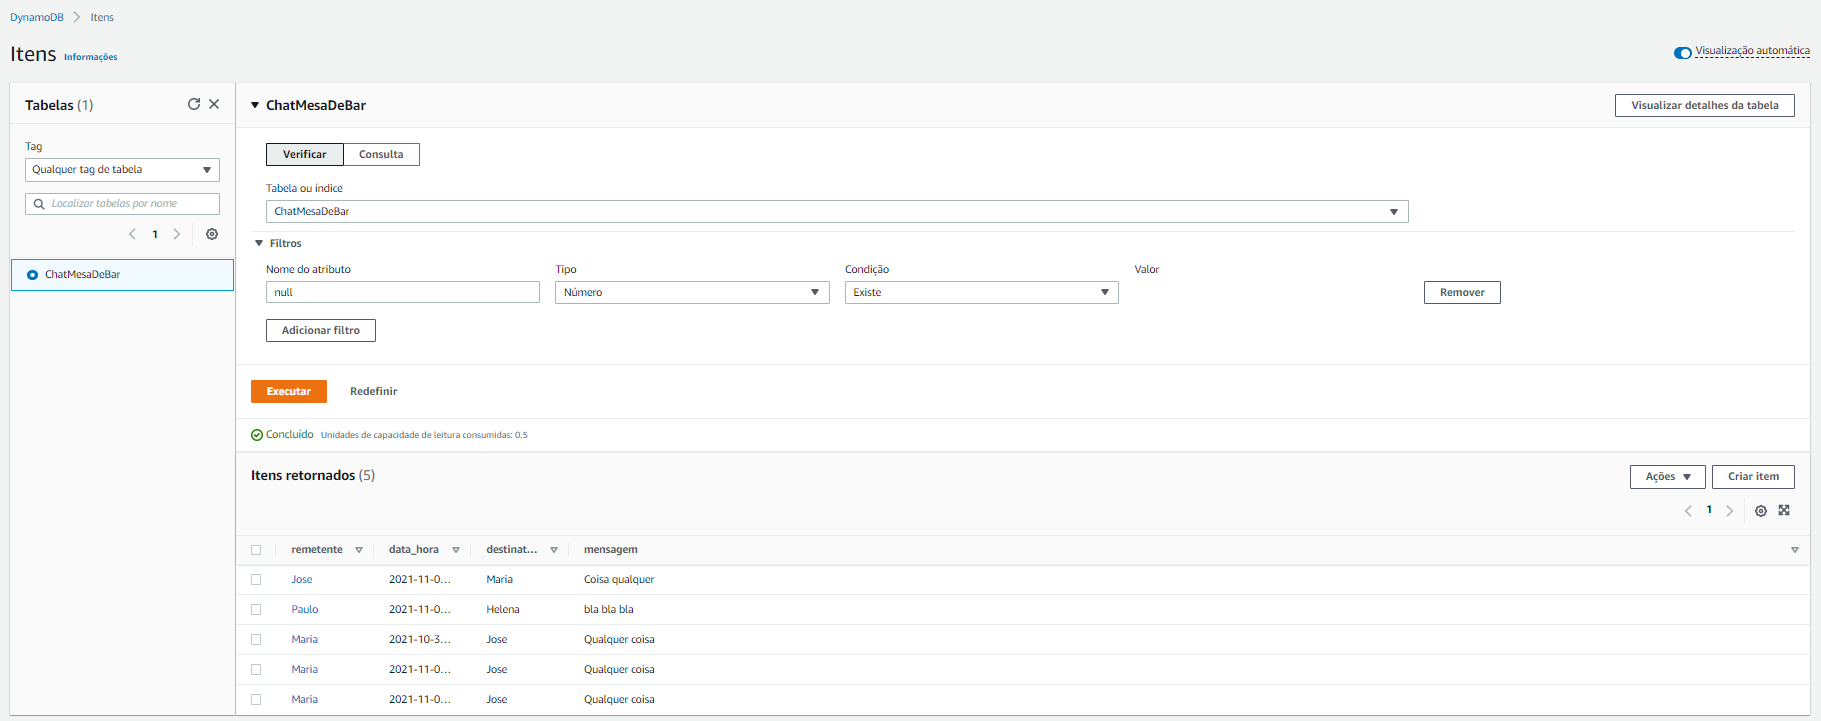 DynamoDB > Itens
Itens Informações
Visualização automática
Tabelas (1)
Tag
Qualquer tag de tabela
Localizar tabelas por nome
1
ChatMesaDeBar
ChatMesaDeBar
Visualizar detalhes da tabela
Verificar Consulta
Tabela ou índice
ChatMesaDeBar
Filtros
Nome do atributo Tipo Condição Valor
null Número Existe Remover
Adicionar filtro
Executar Redefinir
Concluído Unidades de capacidade de leitura consumidas: 0.5
Itens retornados (5)
Ações Criar item
1
remetente data_hora destinat... mensagem
Jose 2021-11-0... Maria Coisa qualquer
Paulo 2021-11-0... Helena bla bla bla
Maria 2021-10-3... Jose Qualquer coisa
Maria 2021-11-0... Jose Qualquer coisa
Maria 2021-11-0... Jose Qualquer coisa